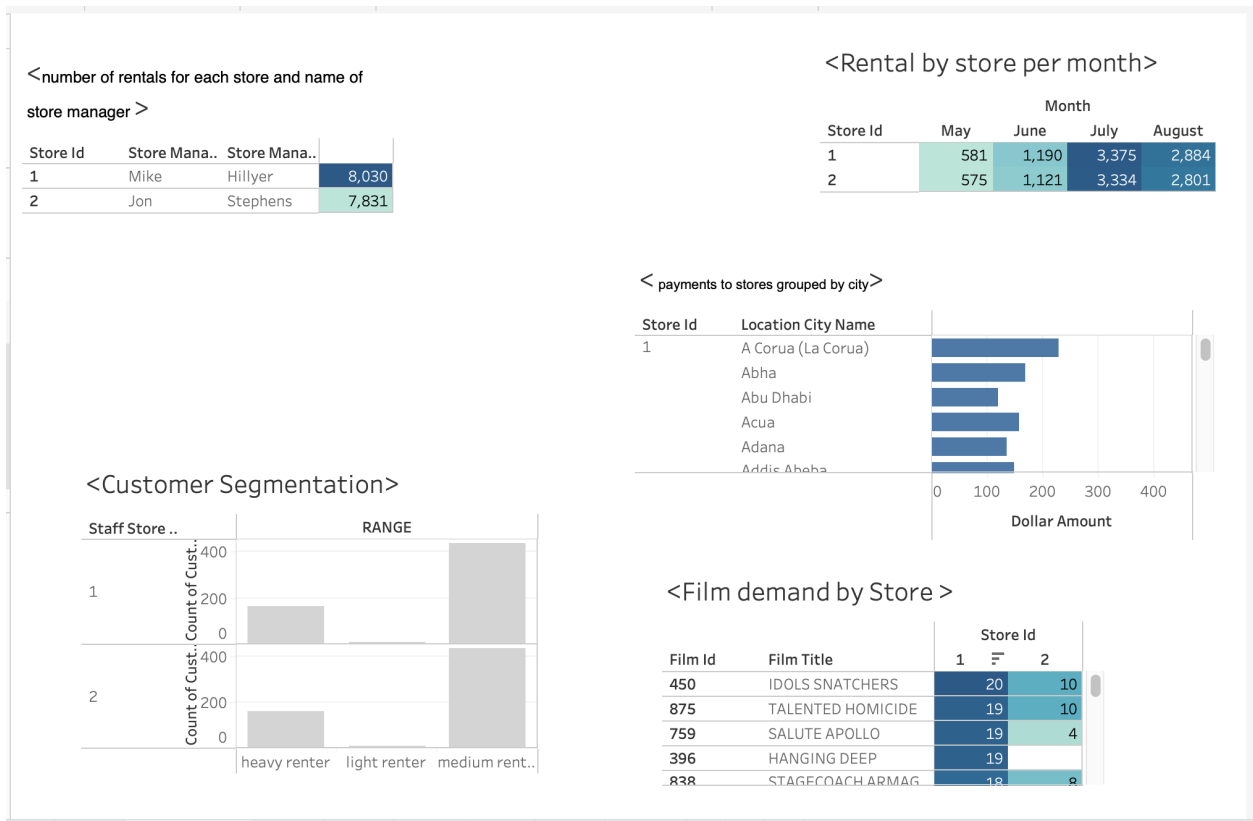 <number of rentals for each store and name of
store manager >
Store Id Store Mana.. Store Mana..
1 Mike Hillyer 8,030
2 Jon Stephens 7,831
<Rental by store per month>
Month
Store Id May June July August
1 581 1,190 3,375 2,884
2 575 1,121 3,334 2,801
< payments to stores grouped by city>
Store Id Location City Name
1 A Corua (La Corua)
Abha
Abu Dhabi
Acua
Adana
Addis Abeba
0 100 200 300 400
Dollar Amount
<Customer Segmentation>
Staff Store .. RANGE
1
Count of Cust..
400
200
0
2
Count of Cust..
400
200
0
heavy renter light renter medium rent..
<Film demand by Store >
Store Id
Film Id Film Title 1 2
450 IDOLS SNATCHERS 20 10
875 TALENTED HOMICIDE 19 10
759 SALUTE APOLLO 19 4
396 HANGING DEEP 19
838 STAGECOACH ARMAG 18 8